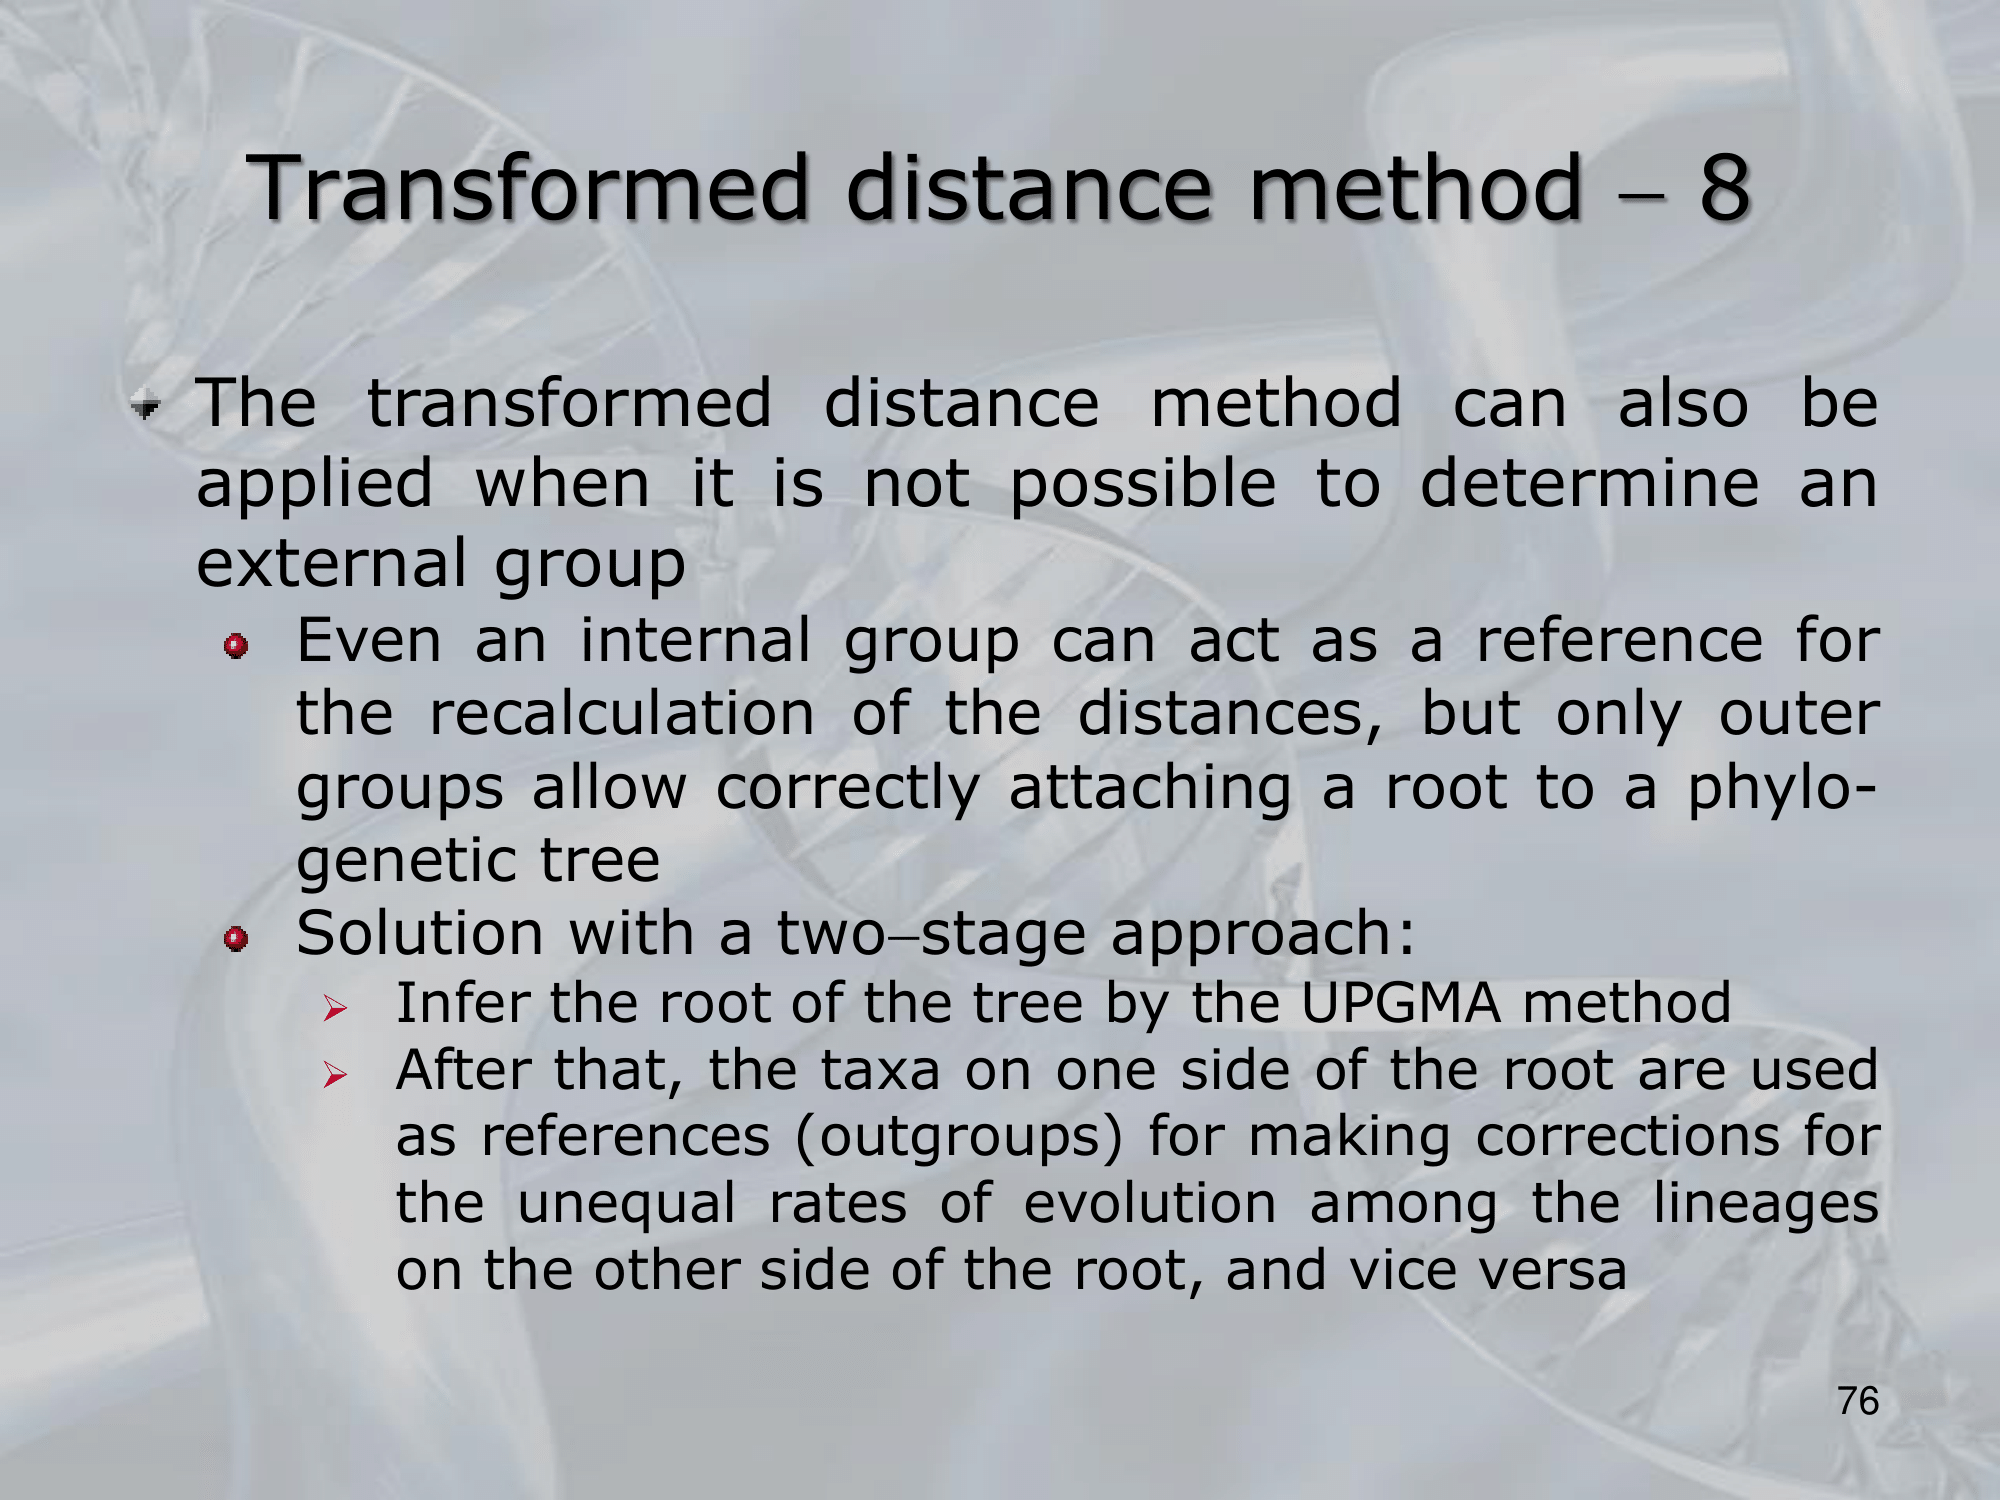 Transformed distance method – 8
The transformed distance method can also be
applied when it is not possible to determine an
external group
Even an internal group can act as a reference for
the recalculation of the distances, but only outer
groups allow correctly attaching a root to a phylo-
genetic tree
Solution with a two–stage approach:
Infer the root of the tree by the UPGMA method
After that, the taxa on one side of the root are used
as references (outgroups) for making corrections for
the unequal rates of evolution among the lineages
on the other side of the root, and vice versa
76